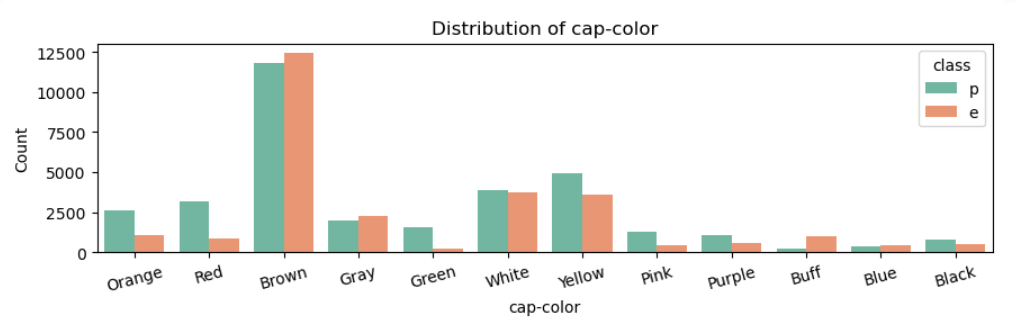 Distribution of cap-color
12500
10000
7500
5000
2500
0
Count
class
p
e
Orange Red Brown Gray Green White Yellow Pink Purple Buff Blue Black
cap-color